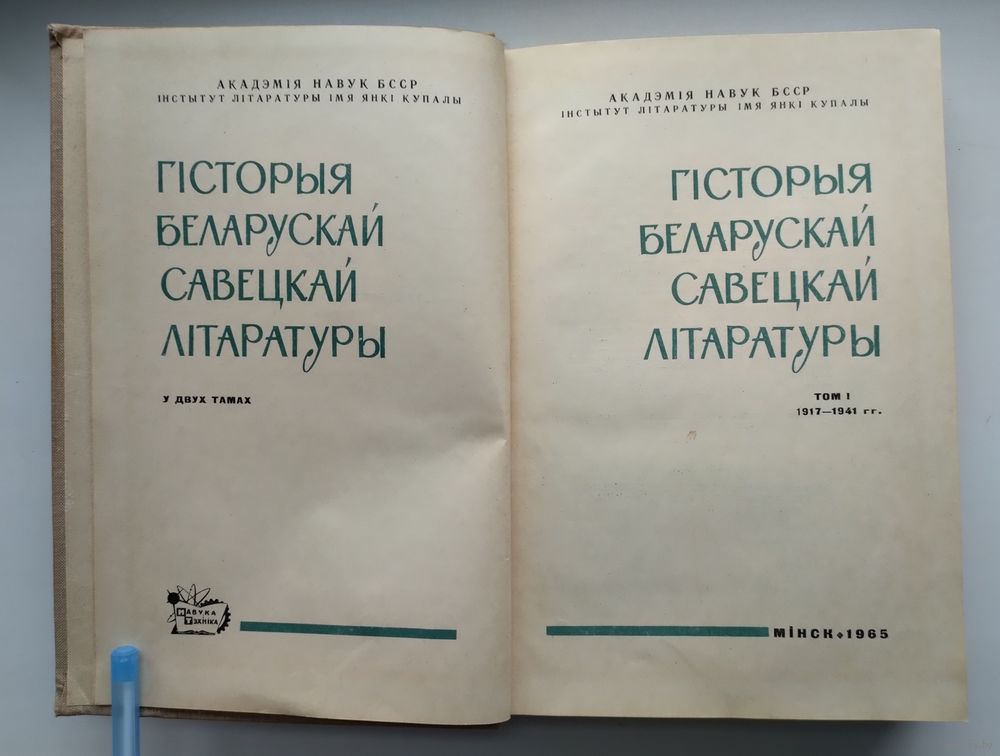 АКАДЭМІЯ НАВУК БССР
ІНСТЫТУТ ЛІТАРАТУРЫ ІМЯ ЯНКІ КУПАЛЫ
ГІСТОРЫЯ
БЕЛАРУСКАЙ
САВЕЦКАЙ
ЛІТАРАТУРЫ
У ДВУХ ТАМАХ
НАВУКА
ТЭХНІКА
АКАДЭМІЯ НАВУК БССР
ІНСТЫТУТ ЛІТАРАТУРЫ ІМЯ ЯНКІ КУПАЛЫ
ГІСТОРЫЯ
БЕЛАРУСКАЙ
САВЕЦКАЙ
ЛІТАРАТУРЫ
ТОМ I
1917—1941 гг.
МІНСК 1965